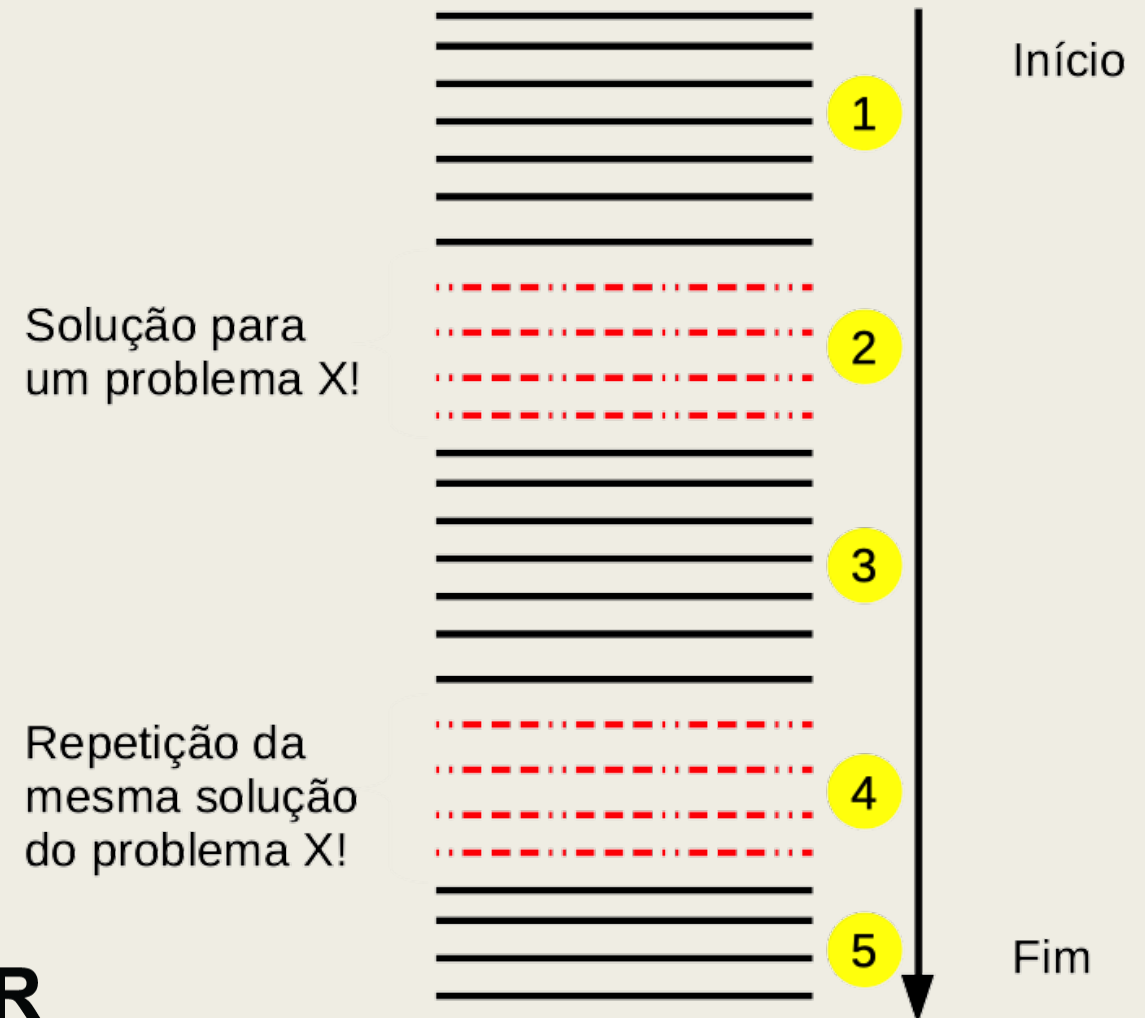 Início
1
Solução para
um problema X!
2
3
Repetição da
mesma solução
do problema X!
4
5
Fim
R